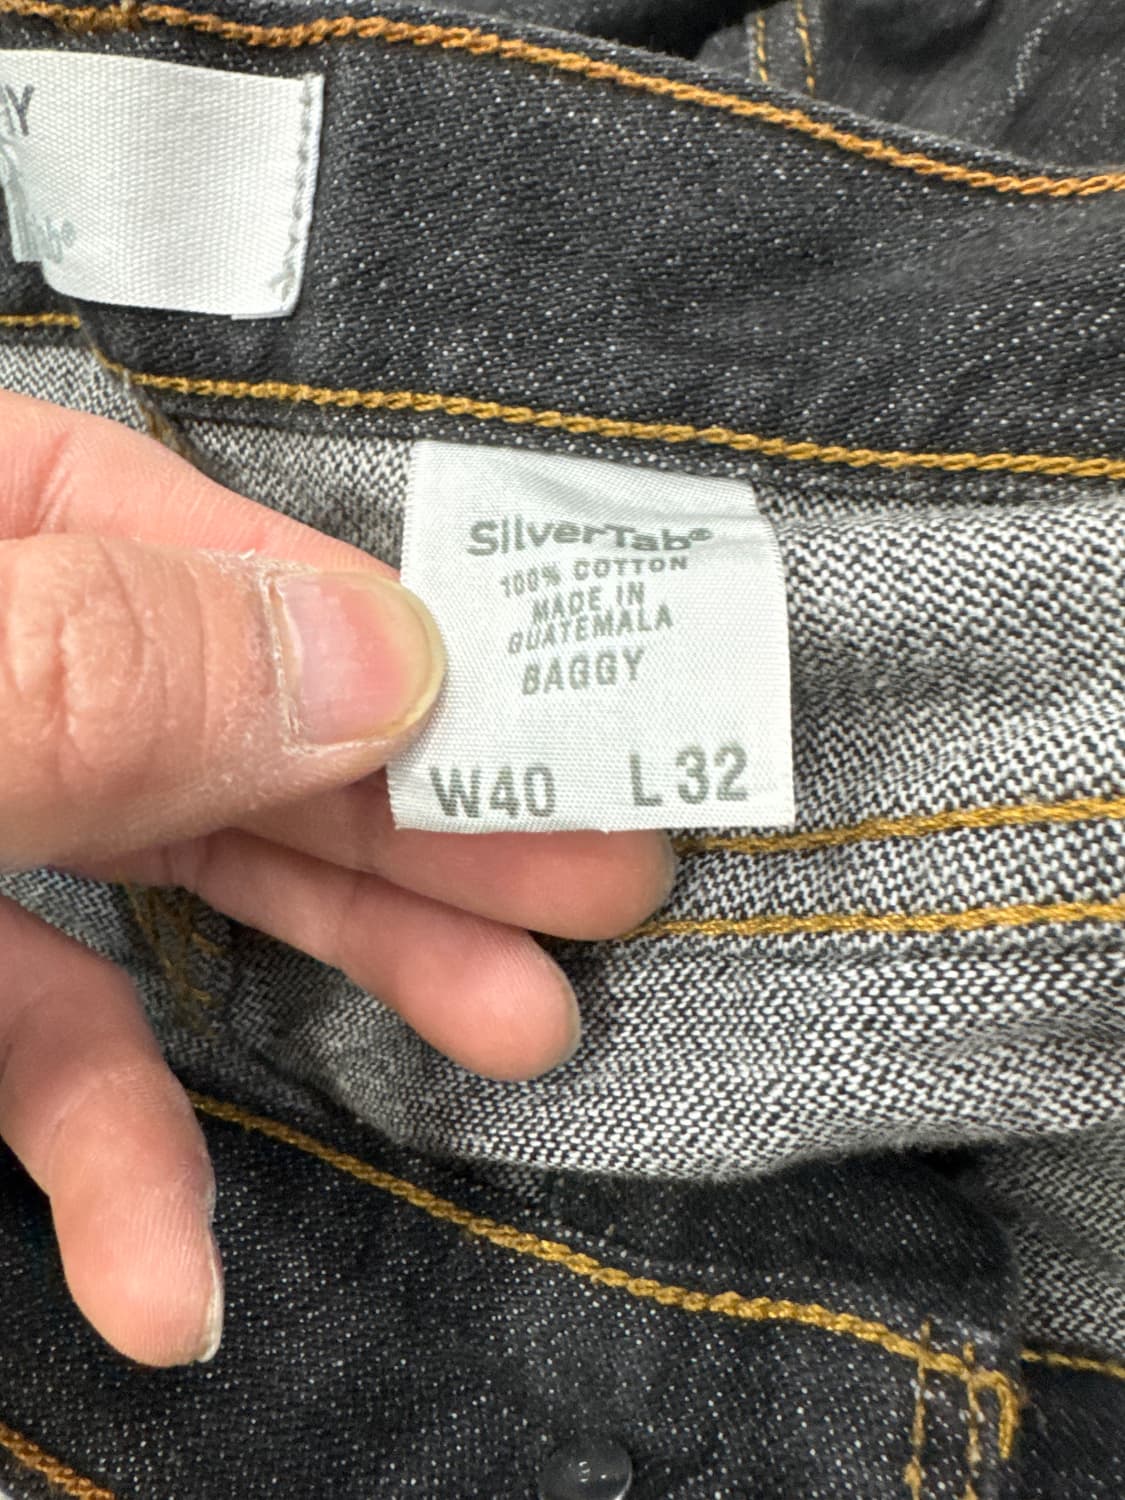 SilverTab®
100% COTTON
MADE IN
GUATEMALA
BAGGY
W40 L32